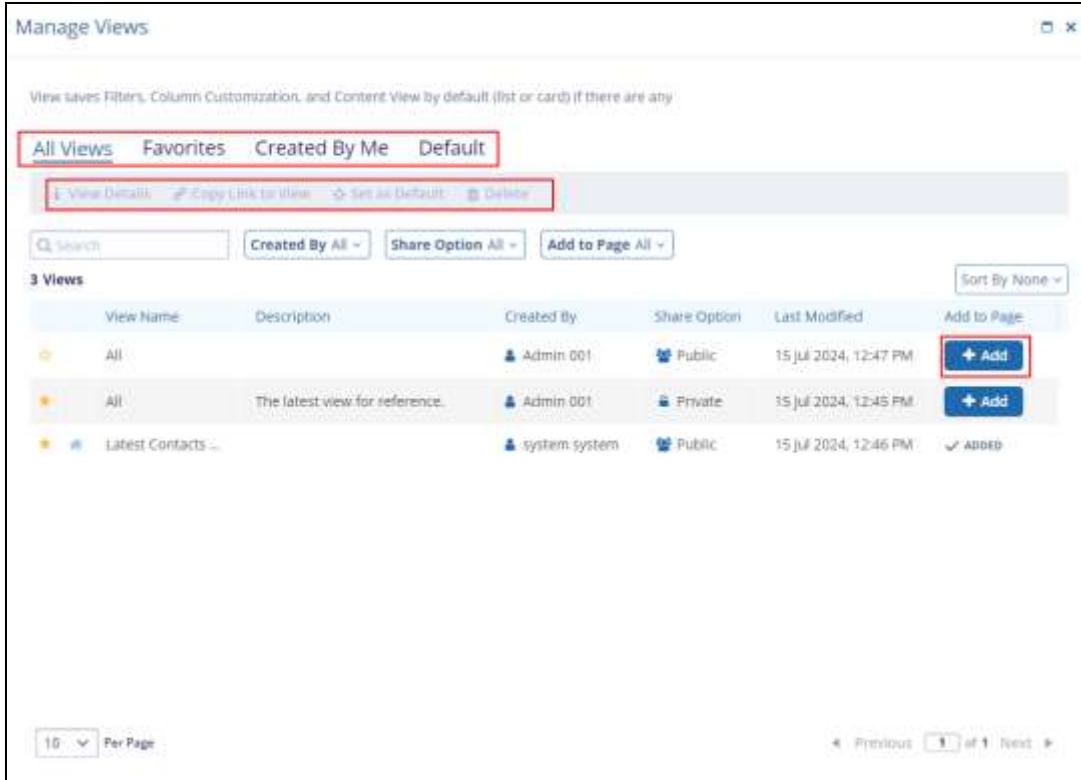 Manage Views
View saves Filters, Column Customization, and Content View by default (list or card) if there are any
All Views Favorites Created By Me Default
View Details Copy Link to View Set as Default Delete
Search Created By All Share Option All Add to Page All
3 Views Sort By None
View Name Description Created By Share Option Last Modified Add to Page
All Admin 001 Public 15 Jul 2024, 12:47 PM + Add
All The latest view for reference. Admin 001 Private 15 Jul 2024, 12:45 PM + Add
Latest Contacts ... system system Public 15 Jul 2024, 12:46 PM ADDED
10 Per Page Previous 1 of 1 Next